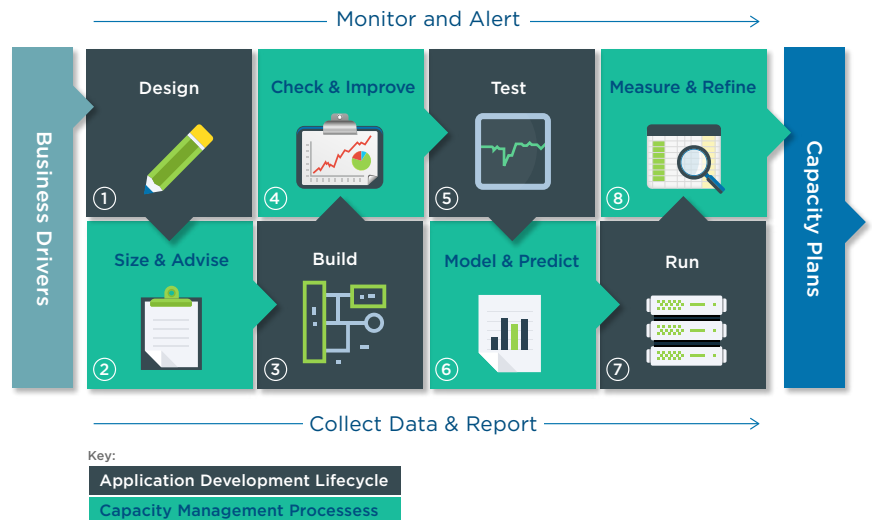 Monitor and Alert
Business Drivers
Design
1
Size & Advise
2
Build
3
Check & Improve
4
Test
5
Model & Predict
6
Run
7
Measure & Refine
8
Capacity Plans
Collect Data & Report
Key:
Application Development Lifecycle
Capacity Management Processess